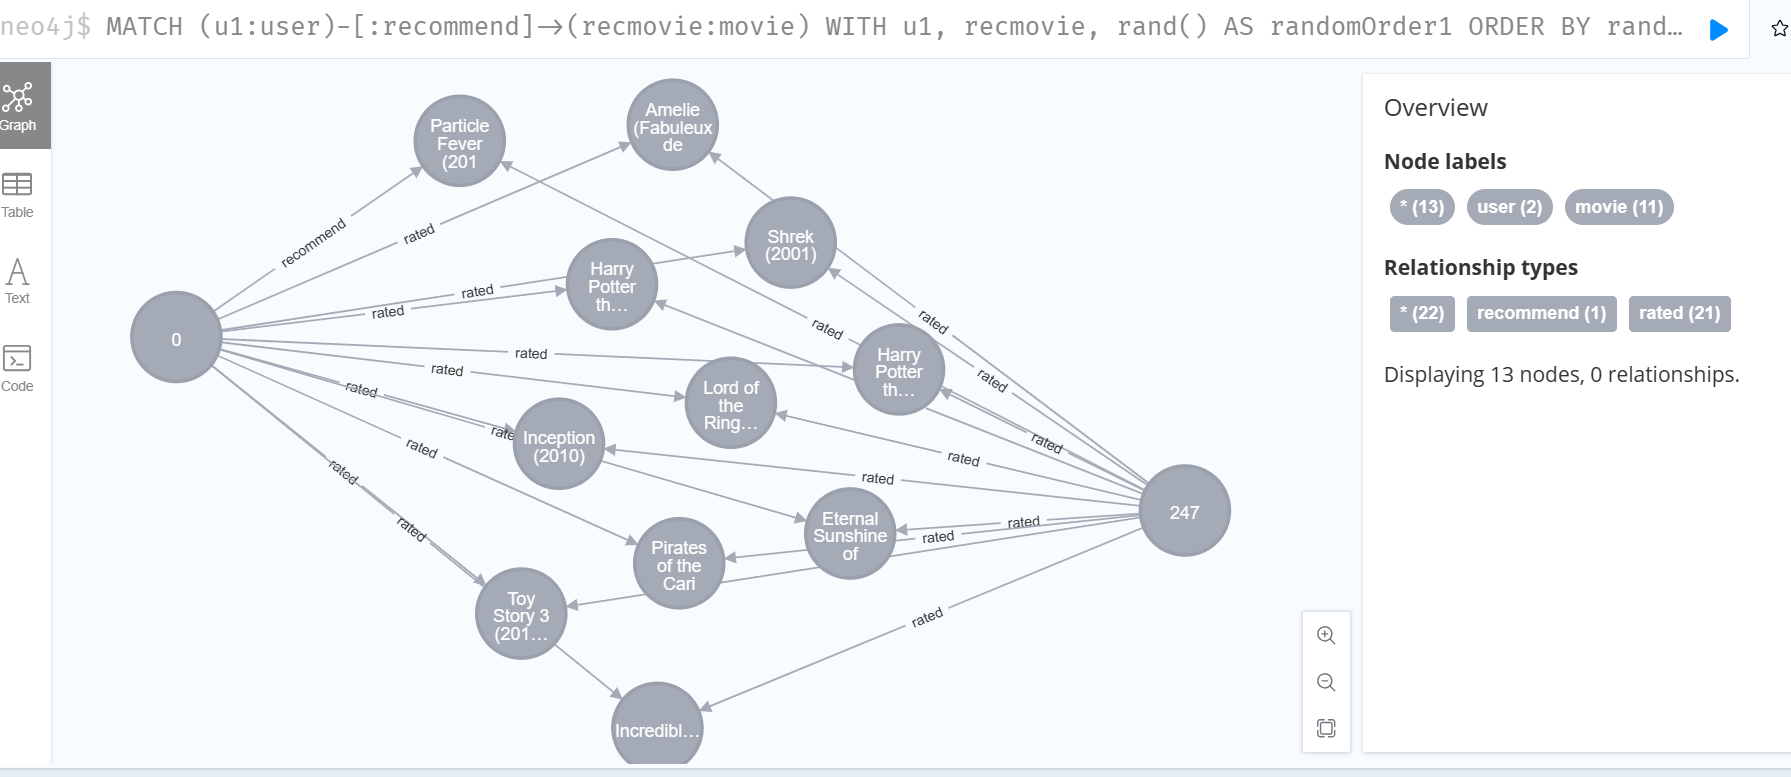 neo4j$ MATCH (u1:user)-[:recommend]->(recmovie:movie) WITH u1, recmovie, rand() AS randomOrder1 ORDER BY rand…
Graph
Table
Text
Code
Particle
Fever
(201
Amelie
(Fabuleux
de
Shrek
(2001)
Harry
Potter
th…
Harry
Potter
th…
Lord of
the
Ring…
Inception
(2010)
Eternal
Sunshine
of
Pirates
of the
Cari
Toy
Story 3
(201…
Incredibl…
0
247
recommend
rated
rated
rated
rated
rated
rated
rate
rated
rated
rated
rated
rated
rated
rated
rated
rated
rated
rated
rated
rated
Overview
Node labels
* (13)
user (2)
movie (11)
Relationship types
* (22)
recommend (1)
rated (21)
Displaying 13 nodes, 0 relationships.